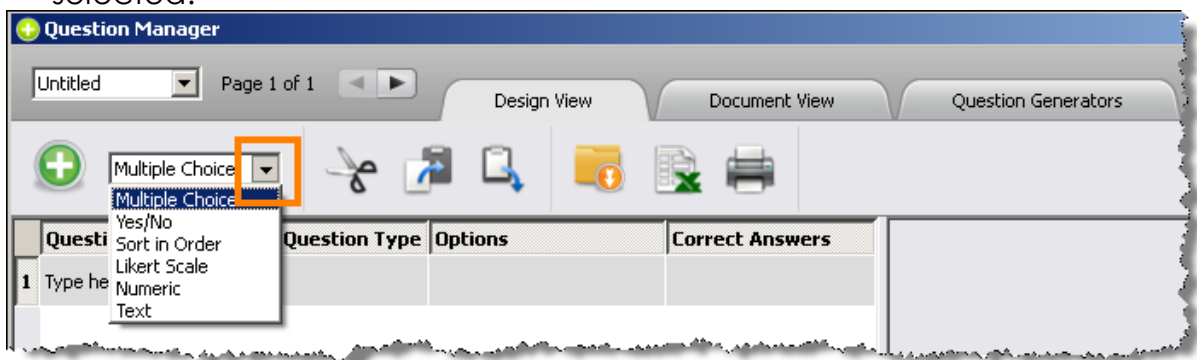 selected.
Question Manager
Untitled Page 1 of 1 Design View Document View Question Generators
Multiple Choice
Multiple Choice
Yes/No
Sort in Order
Likert Scale
Numeric
Text
Questi Question Type Options Correct Answers
1 Type he